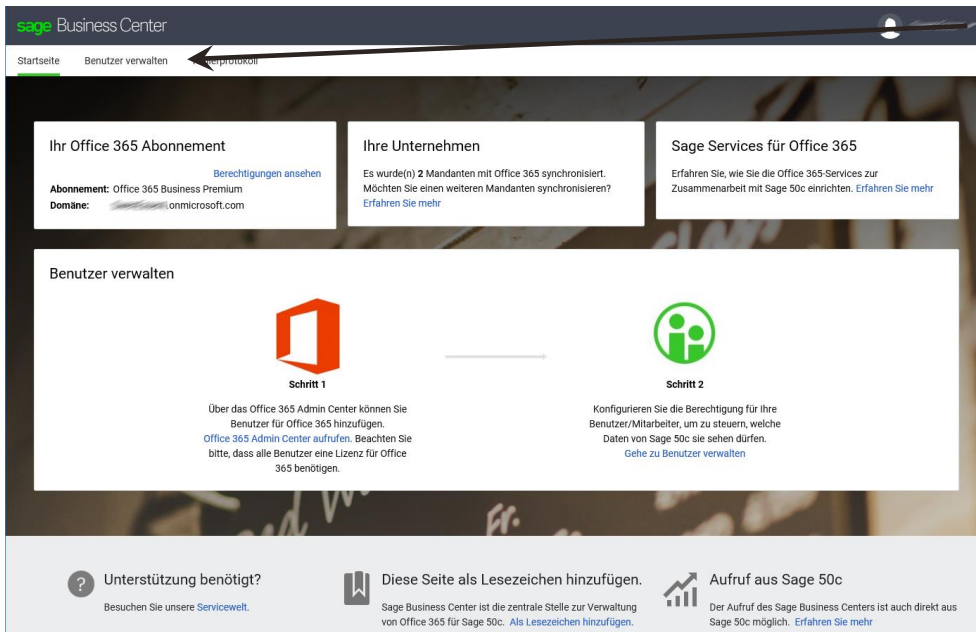 sage Business Center
Startseite Benutzer verwalten
Ihr Office 365 Abonnement
Berechtigungen ansehen
Abonnement: Office 365 Business Premium
Domäne: .onmicrosoft.com
Ihre Unternehmen
Es wurde(n) 2 Mandanten mit Office 365 synchronisiert.
Möchten Sie einen weiteren Mandanten synchronisieren?
Erfahren Sie mehr
Sage Services für Office 365
Erfahren Sie, wie Sie die Office 365-Services zur
Zusammenarbeit mit Sage 50c einrichten. Erfahren Sie mehr
Benutzer verwalten
Schritt 1
Über das Office 365 Admin Center können Sie
Benutzer für Office 365 hinzufügen.
Office 365 Admin Center aufrufen. Beachten Sie
bitte, dass alle Benutzer eine Lizenz für Office
365 benötigen.
Schritt 2
Konfigurieren Sie die Berechtigung für Ihre
Benutzer/Mitarbeiter, um zu steuern, welche
Daten von Sage 50c sie sehen dürfen.
Gehe zu Benutzer verwalten
Fr.
? Unterstützung benötigt?
Besuchen Sie unsere Servicewelt.
Diese Seite als Lesezeichen hinzufügen.
Sage Business Center ist die zentrale Stelle zur Verwaltung
von Office 365 für Sage 50c. Als Lesezeichen hinzufügen.
Aufruf aus Sage 50c
Der Aufruf des Sage Business Centers ist auch direkt aus
Sage 50c möglich. Erfahren Sie mehr